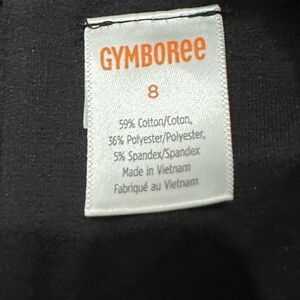 GYMBOREE
8
59% Cotton/Coton,
36% Polyester/Polyester,
5% Spandex/Spandex
Made in Vietnam
Fabriqué au Vietnam